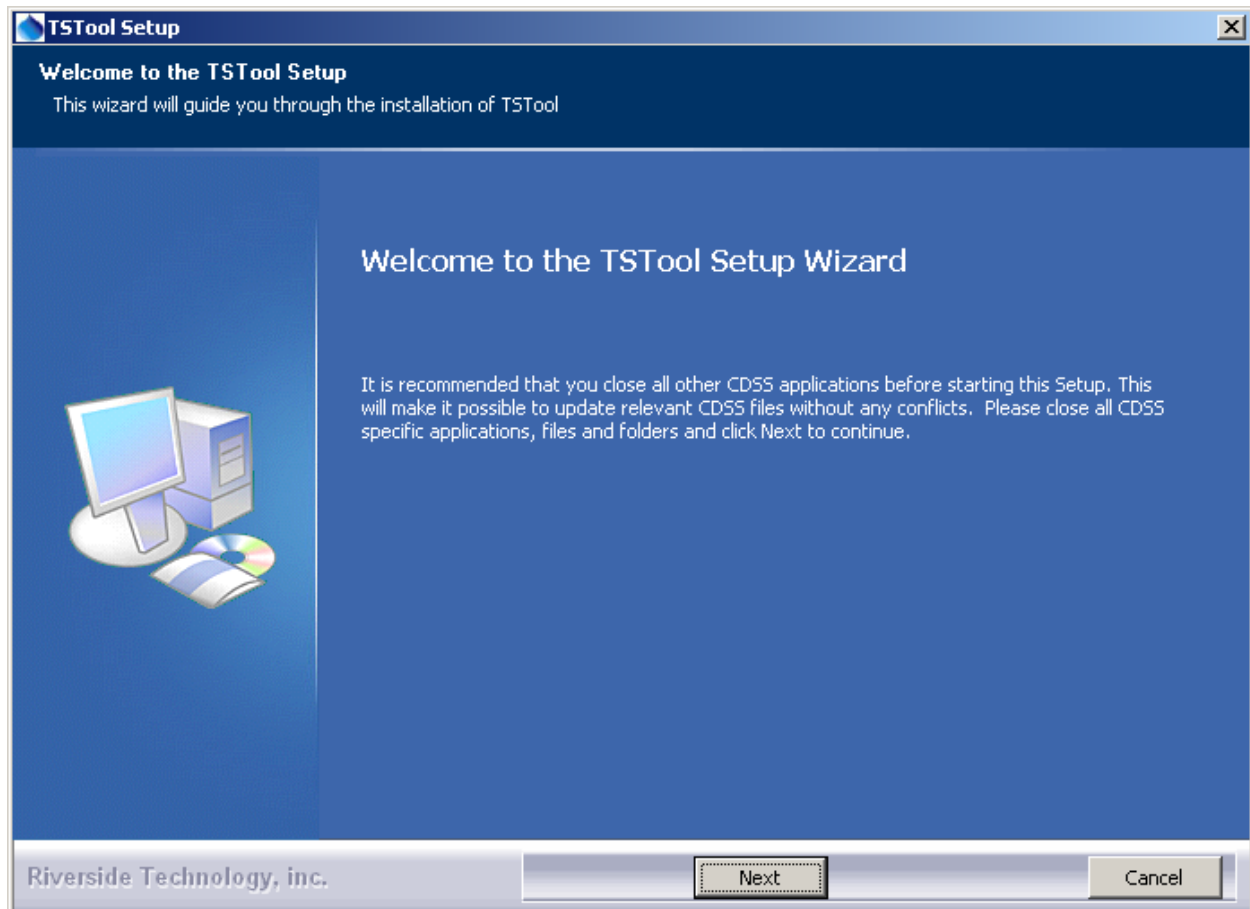 TSTool Setup
Welcome to the TSTool Setup
This wizard will guide you through the installation of TSTool
Welcome to the TSTool Setup Wizard
It is recommended that you close all other CDSS applications before starting this Setup. This
will make it possible to update relevant CDSS files without any conflicts. Please close all CDSS
specific applications, files and folders and click Next to continue.
Riverside Technology, inc.
Next
Cancel